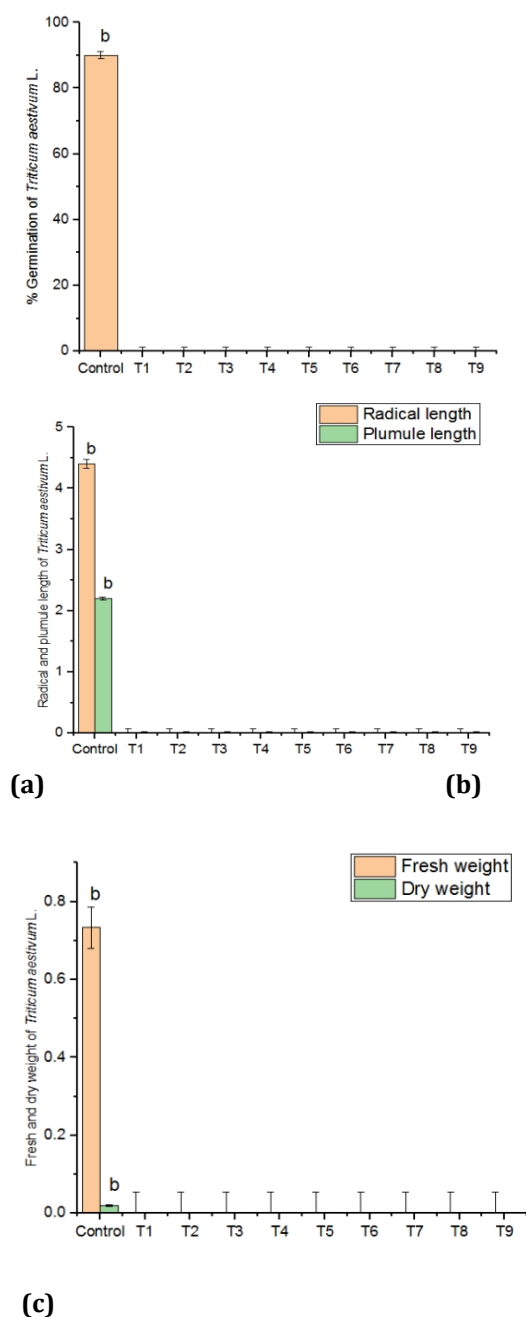 100
80
60
40
20
0
% Germination of Triticum aestivum L.
b
Control T1 T2 T3 T4 T5 T6 T7 T8 T9
Radical length
Plumule length
5
4
3
2
1
0
Radical and plumule length of Triticum aestivum L.
b
b
Control T1 T2 T3 T4 T5 T6 T7 T8 T9
(a) (b)
Fresh weight
Dry weight
0.8
0.6
0.4
0.2
0.0
Fresh and dry weight of Triticum aestivum L.
b
b
Control T1 T2 T3 T4 T5 T6 T7 T8 T9
(c)